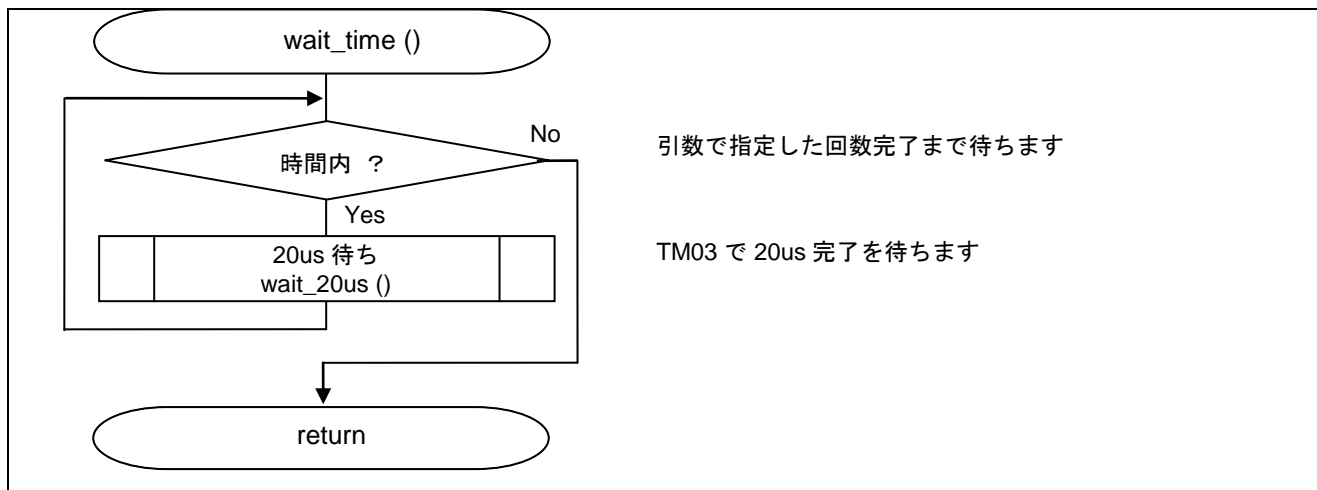 wait_time ()
No
引数で指定した回数完了まで待ちます
時間内 ?
Yes
20us 待ち
TM03 で 20us 完了を待ちます
wait_20us ()
return